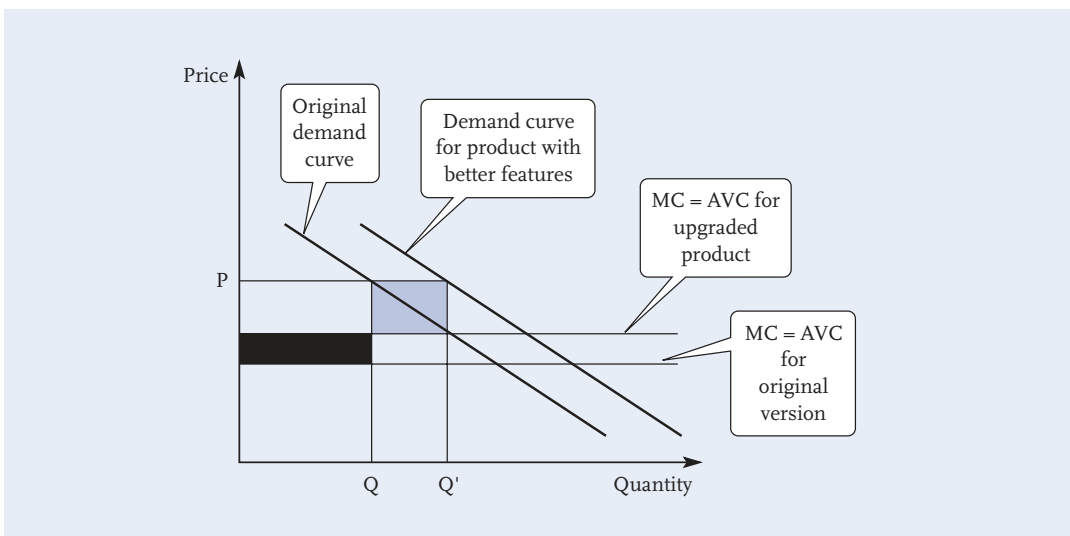 Price
Original
demand
curve
Demand curve
for product with
better features
MC = AVC for
upgraded
product
P
MC = AVC
for
original
version
Q
Q'
Quantity